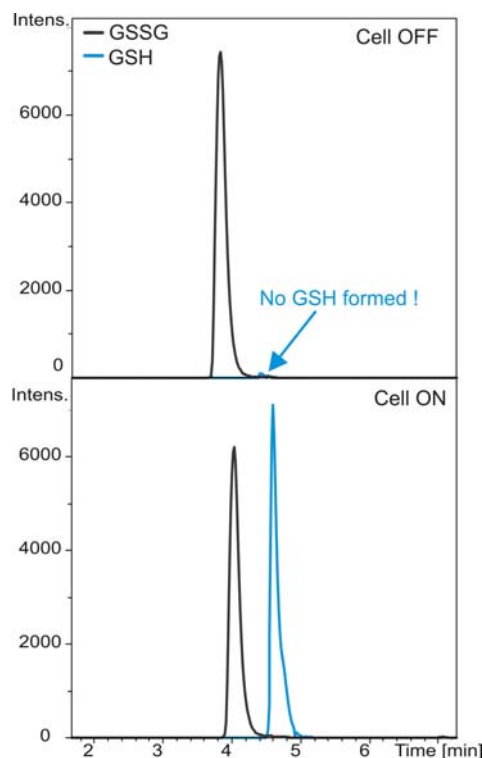 Intens.
GSSG
GSH
Cell OFF
6000
4000
2000
0
No GSH formed !
Intens.
Cell ON
6000
4000
2000
0
2 3 4 5 6 Time [min]